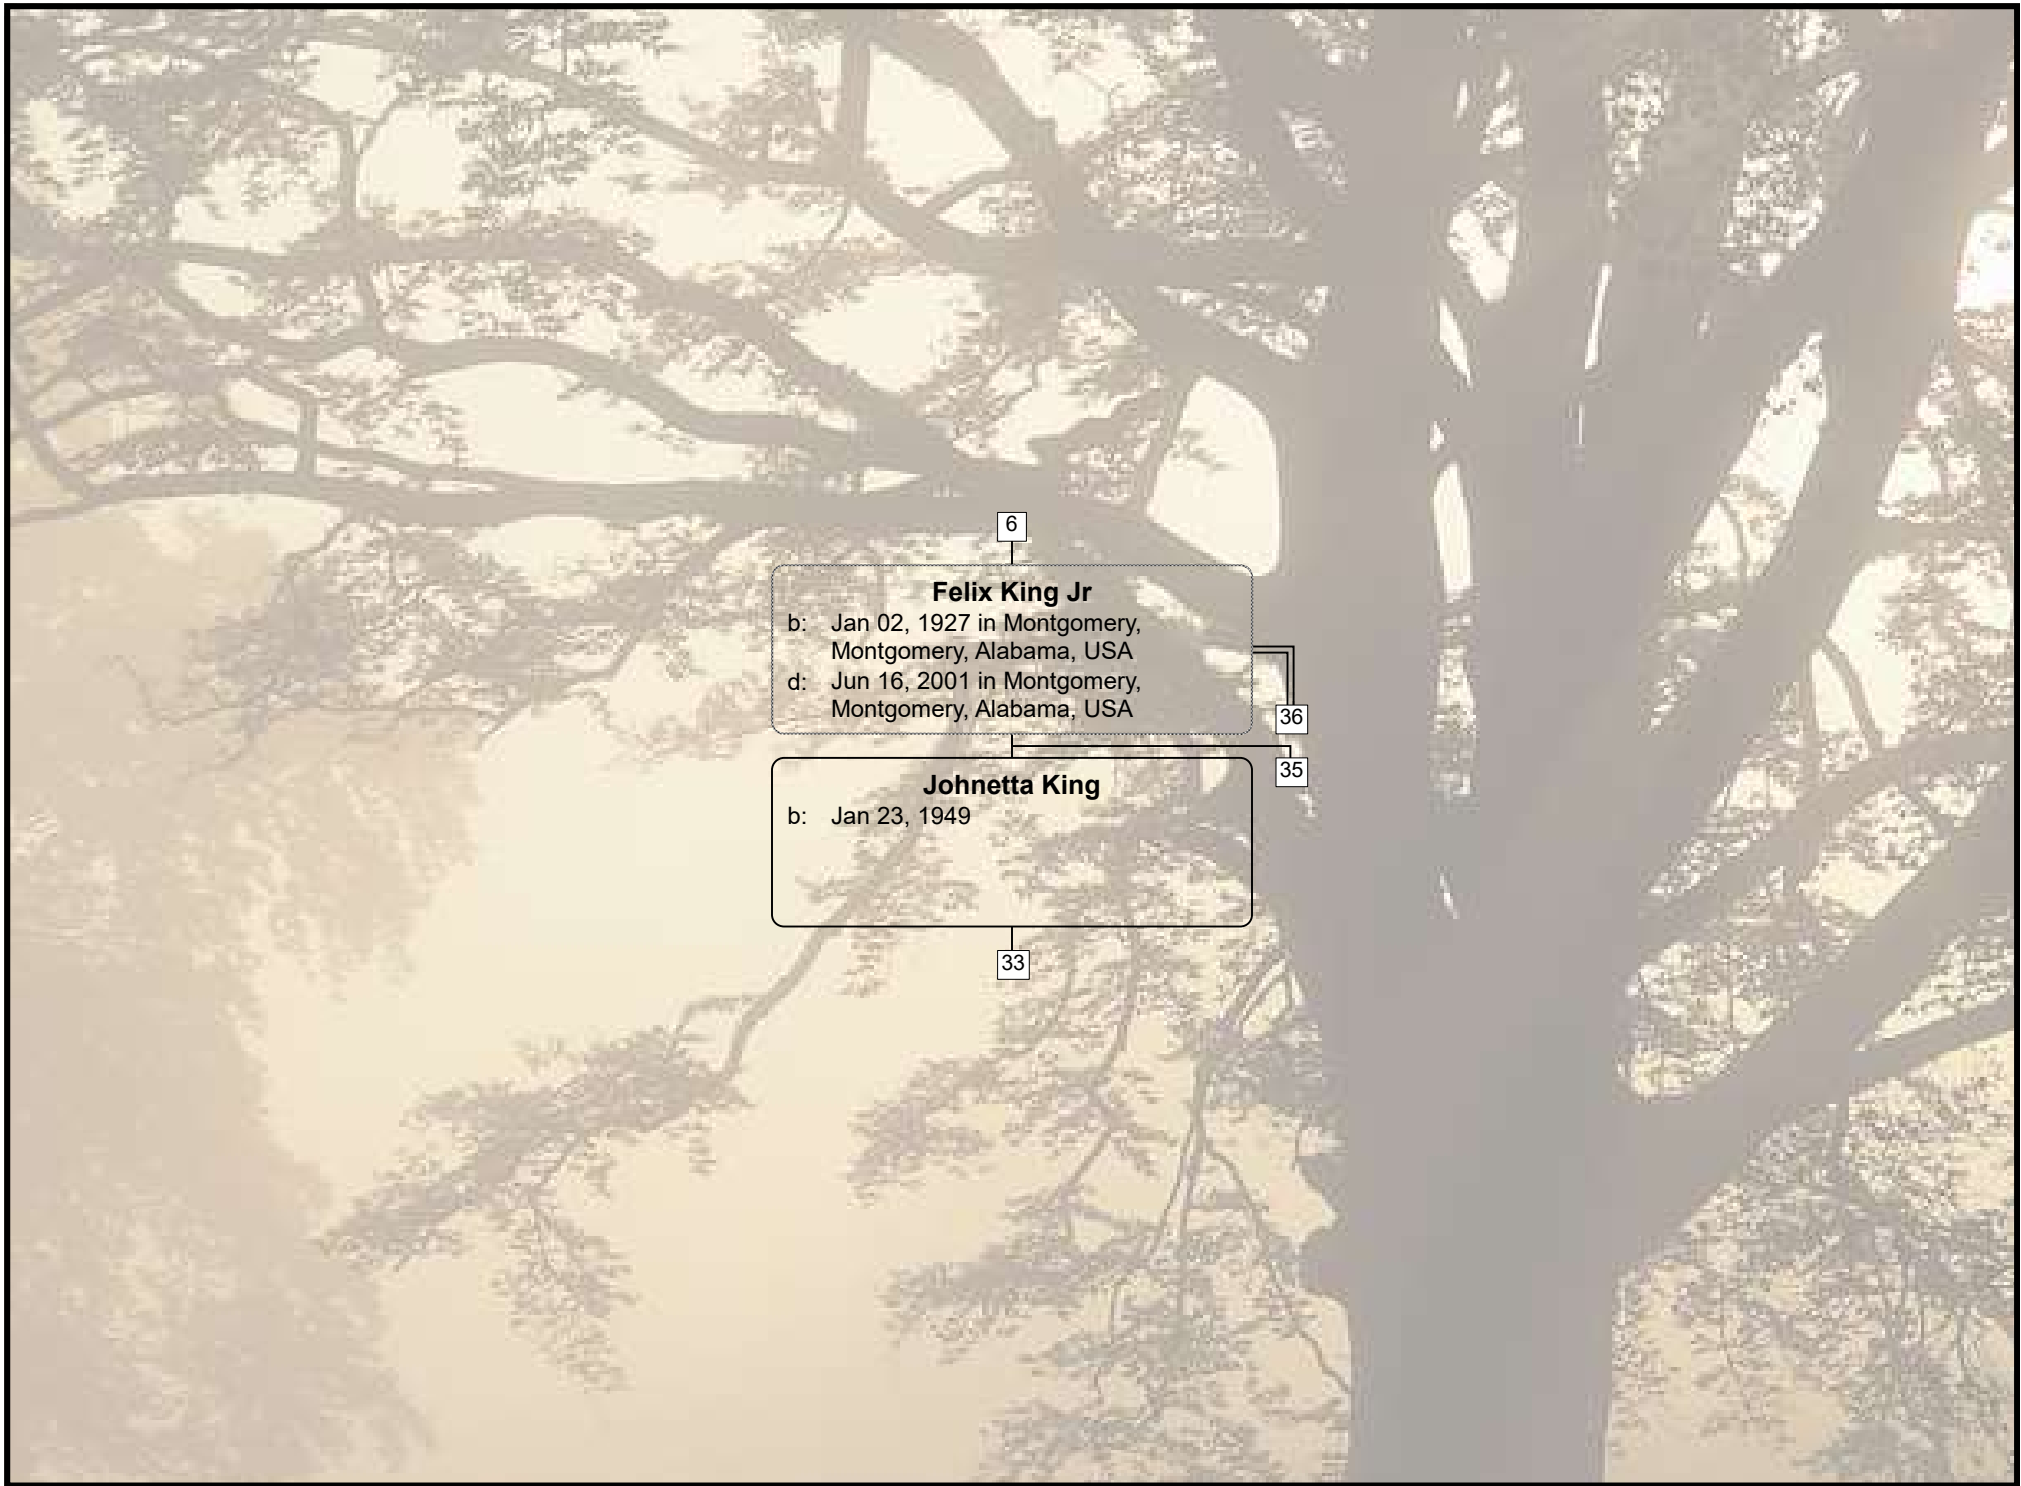 6
Felix King Jr
b: Jan 02, 1927 in Montgomery,
Montgomery, Alabama, USA
d: Jun 16, 2001 in Montgomery,
Montgomery, Alabama, USA
36
35
Johnetta King
b: Jan 23, 1949
33